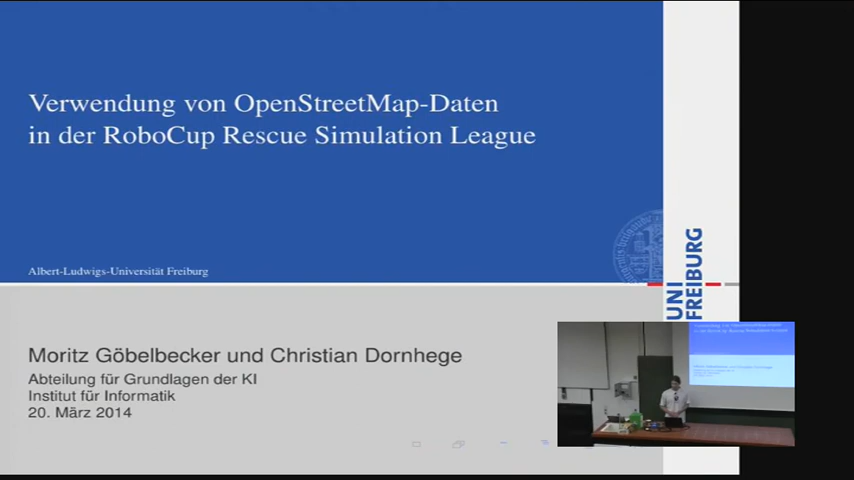 Verwendung von OpenStreetMap-Daten
in der RoboCup Rescue Simulation League
Albert-Ludwigs-Universität Freiburg
UNI
FREIBURG
Moritz Göbelbecker und Christian Dornhege
Abteilung für Grundlagen der KI
Institut für Informatik
20. März 2014